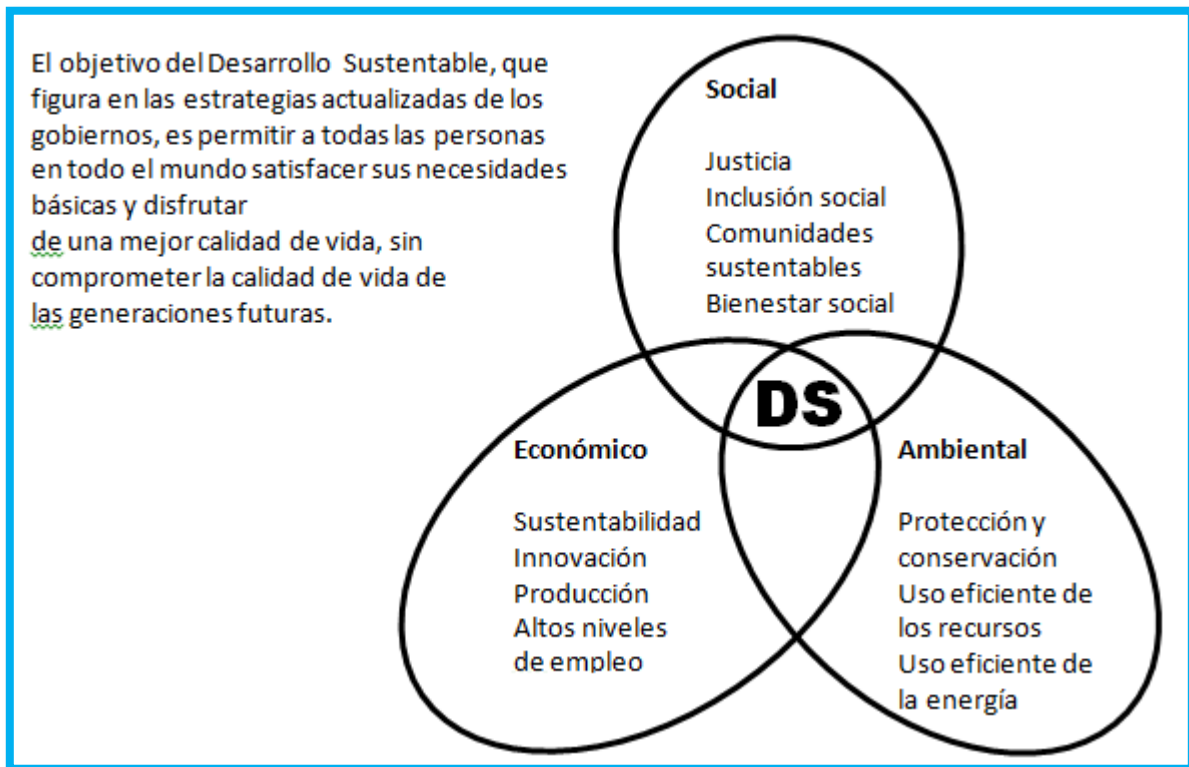 El objetivo del Desarrollo Sustentable, que
figura en las estrategias actualizadas de los
gobiernos, es permitir a todas las personas
en todo el mundo satisfacer sus necesidades
básicas y disfrutar
de una mejor calidad de vida, sin
comprometer la calidad de vida de
las generaciones futuras.
Social
Justicia
Inclusión social
Comunidades
sustentables
Bienestar social
DS
Económico
Sustentabilidad
Innovación
Producción
Altos niveles
de empleo
Ambiental
Protección y
conservación
Uso eficiente de
los recursos
Uso eficiente de
la energía